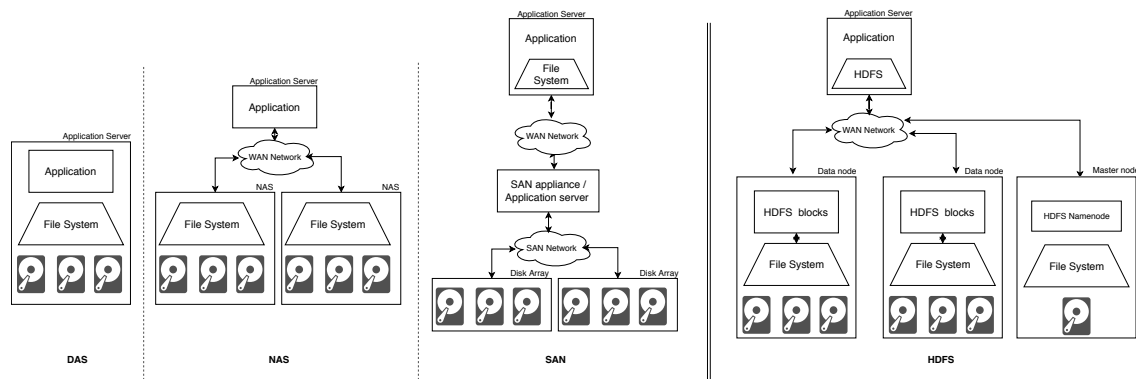 Application Server
Application
File System
DAS
Application Server
Application
WAN Network
NAS
NAS
File System
File System
NAS
Application Server
Application
File
System
WAN Network
SAN appliance /
Application server
SAN Network
Disk Array
Disk Array
SAN
Application Server
Application
HDFS
WAN Network
Data node
Data node
Master node
HDFS blocks
HDFS blocks
HDFS Namenode
File System
File System
File System
HDFS